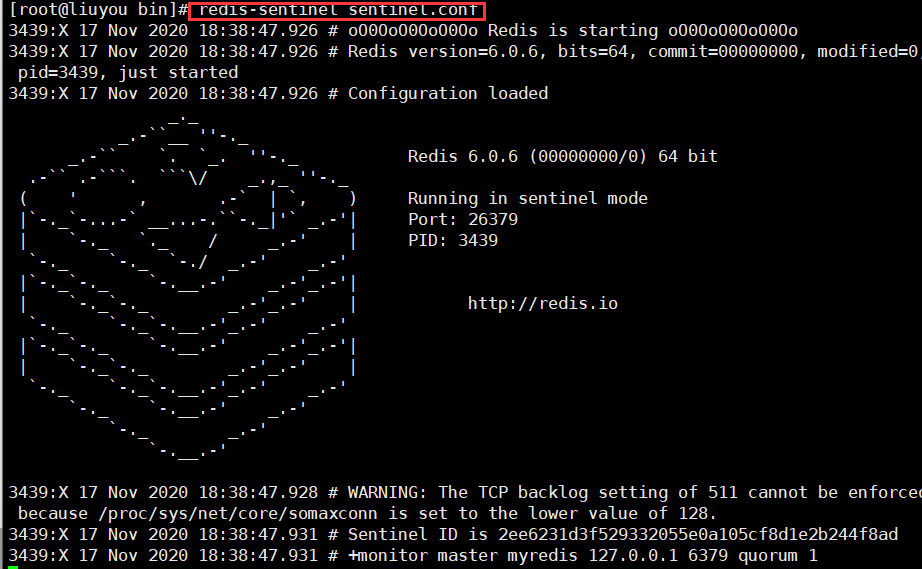 [root@liuyou bin]# redis-sentinel sentinel.conf
3439:X 17 Nov 2020 18:38:47.926 # oO0OoO0OoO0Oo Redis is starting oO0OoO0OoO0Oo
3439:X 17 Nov 2020 18:38:47.926 # Redis version=6.0.6, bits=64, commit=00000000, modified=0,
pid=3439, just started
3439:X 17 Nov 2020 18:38:47.926 # Configuration loaded
Redis 6.0.6 (00000000/0) 64 bit
Running in sentinel mode
Port: 26379
PID: 3439
http://redis.io
3439:X 17 Nov 2020 18:38:47.928 # WARNING: The TCP backlog setting of 511 cannot be enforced
because /proc/sys/net/core/somaxconn is set to the lower value of 128.
3439:X 17 Nov 2020 18:38:47.931 # Sentinel ID is 2ee6231d3f529332055e0a105cf8d1e2b244f8ad
3439:X 17 Nov 2020 18:38:47.931 # +monitor master myredis 127.0.0.1 6379 quorum 1